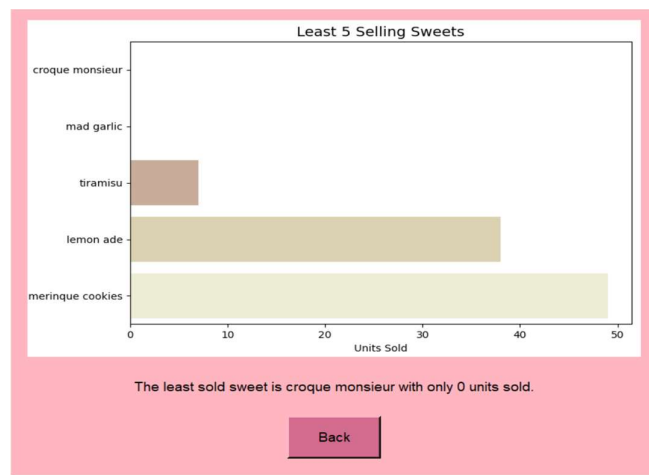 Least 5 Selling Sweets
croque monsieur
mad garlic
tiramisu
lemon ade
merinque cookies
0 10 20 30 40 50
Units Sold
The least sold sweet is croque monsieur with only 0 units sold.
Back